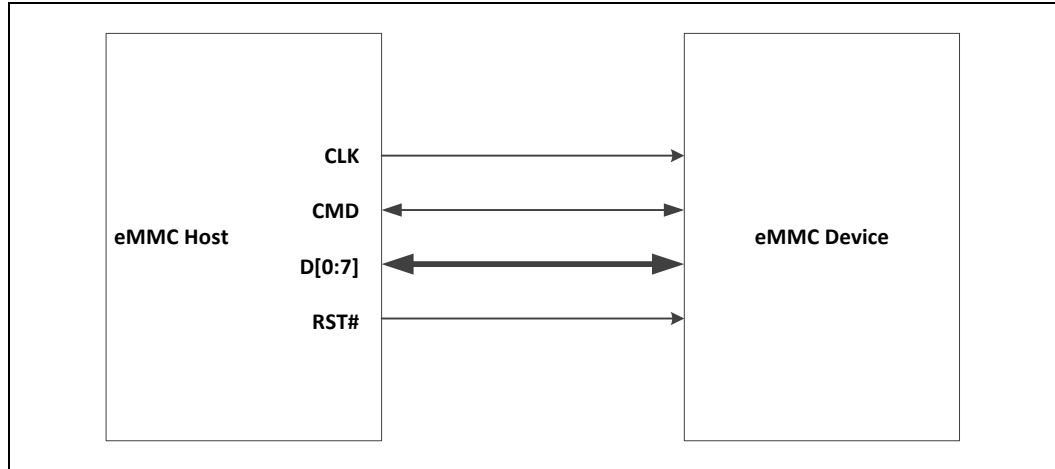 CLK
CMD
eMMC Host
eMMC Device
D[0:7]
RST#